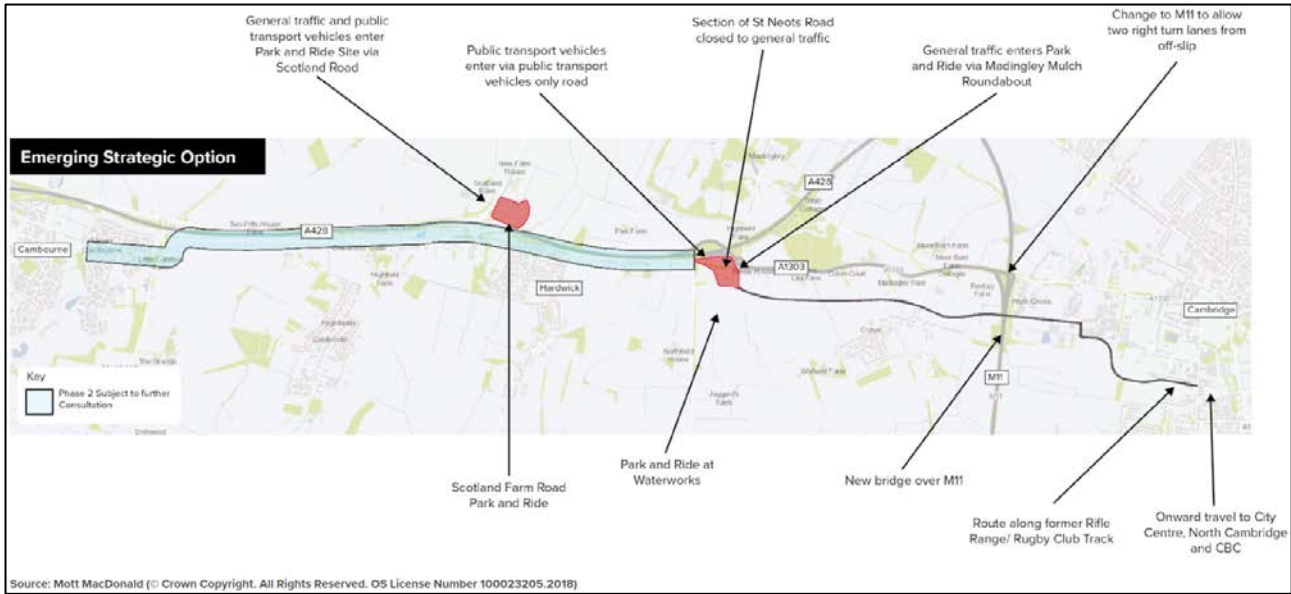 General traffic and public
transport vehicles enter
Park and Ride Site via
Scotland Road
Public transport vehicles
enter via public transport
vehicles only road
Section of St Neots Road
closed to general traffic
General traffic enters Park
and Ride via Madingley Mulch
Roundabout
Change to M11 to allow
two right turn lanes from
off-slip
Emerging Strategic Option
Madingley
A428
Scotland
Farm
House
A428
Cambourne
Highfield
Farm
Hardwick
A1303
Cambridge
M11
Key
Phase 2 Subject to further
Consultation
Scotland Farm Road
Park and Ride
Park and Ride at
Waterworks
New bridge over M11
Route along former Rifle
Range/ Rugby Club Track
Onward travel to City
Centre, North Cambridge
and CBC
Source: Mott MacDonald (© Crown Copyright. All Rights Reserved. OS License Number 100023205.2018)